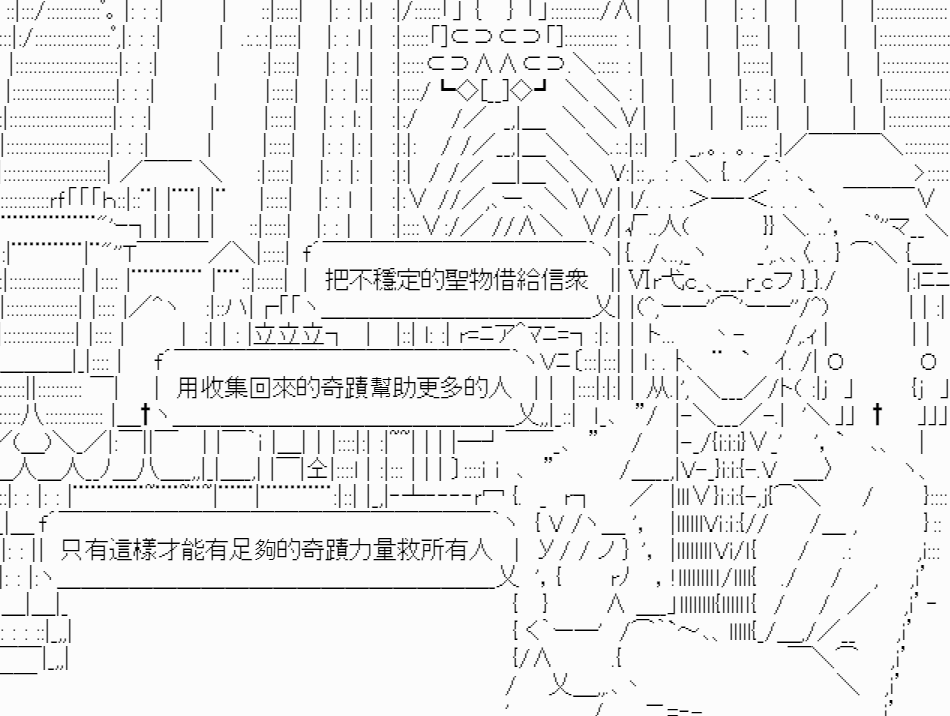 把不穩定的聖物借給信衆
用收集回來的奇蹟幫助更多的人
只有這樣才能有足夠的奇蹟力量救所有人